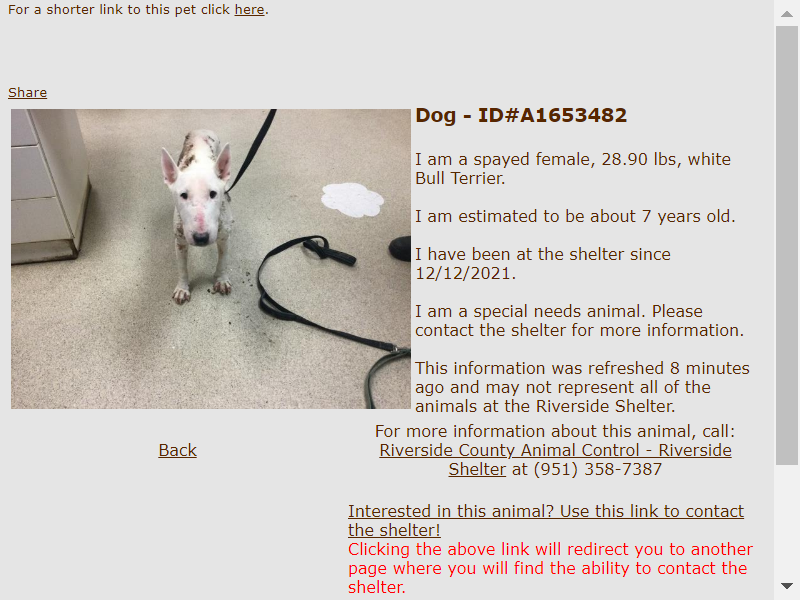 For a shorter link to this pet click here.
Share
Dog - ID#A1653482
I am a spayed female, 28.90 lbs, white
Bull Terrier.
I am estimated to be about 7 years old.
I have been at the shelter since
12/12/2021.
I am a special needs animal. Please
contact the shelter for more information.
This information was refreshed 8 minutes
ago and may not represent all of the
animals at the Riverside Shelter.
Back
For more information about this animal, call:
Riverside County Animal Control - Riverside
Shelter at (951) 358-7387
Interested in this animal? Use this link to contact
the shelter!
Clicking the above link will redirect you to another
page where you will find the ability to contact the
shelter.